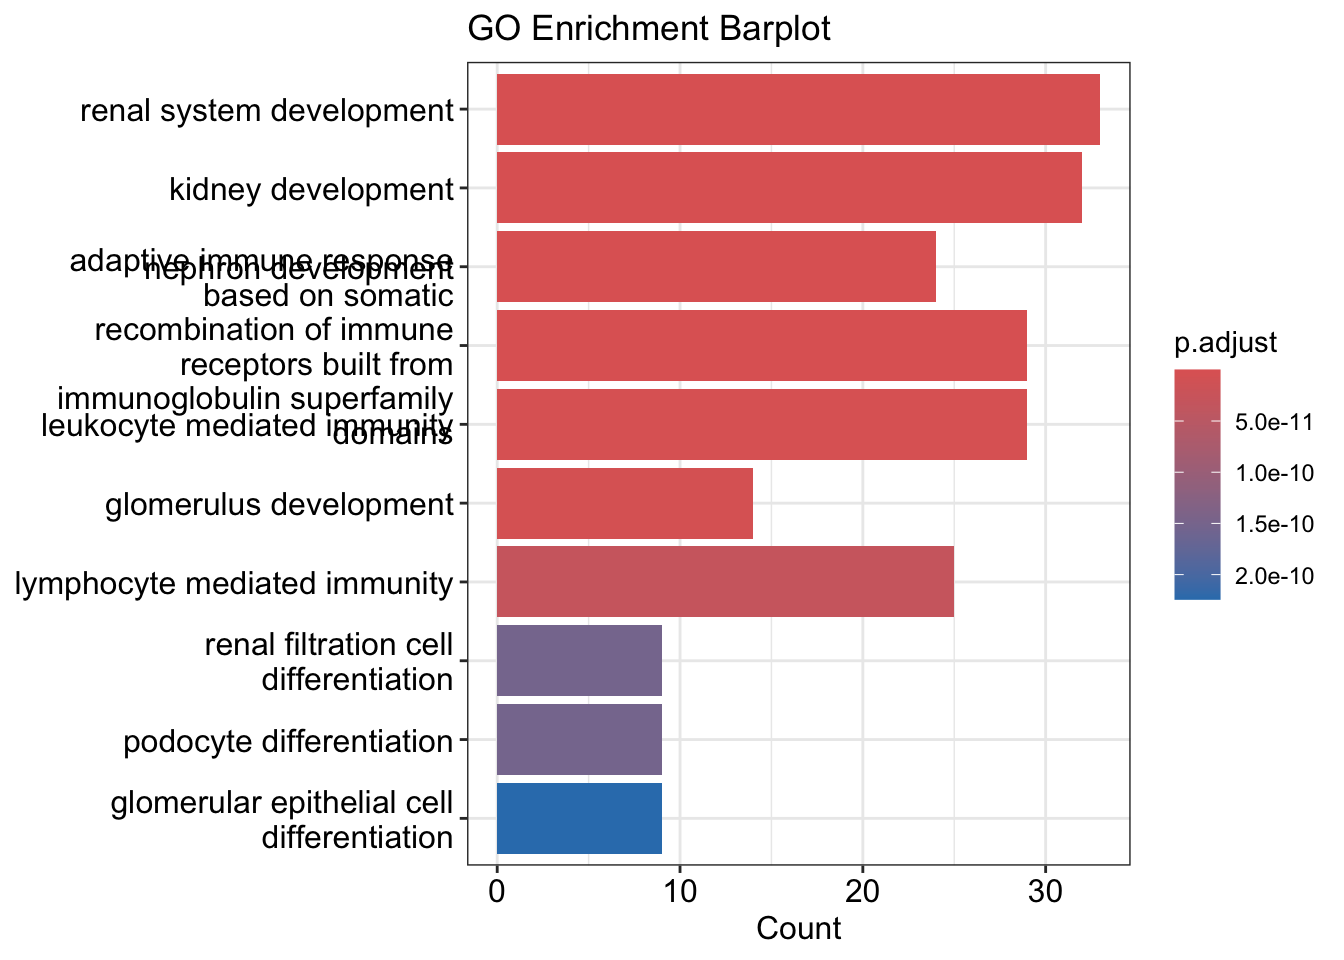 GO Enrichment Barplot
renal system development
kidney development
nephron development
adaptive immune response
based on somatic
recombination of immune
receptors built from
immunoglobulin superfamily
domains
leukocyte mediated immunity
glomerulus development
lymphocyte mediated immunity
renal filtration cell
differentiation
podocyte differentiation
glomerular epithelial cell
differentiation
0 10 20 30
Count
p.adjust
5.0e-11
1.0e-10
1.5e-10
2.0e-10